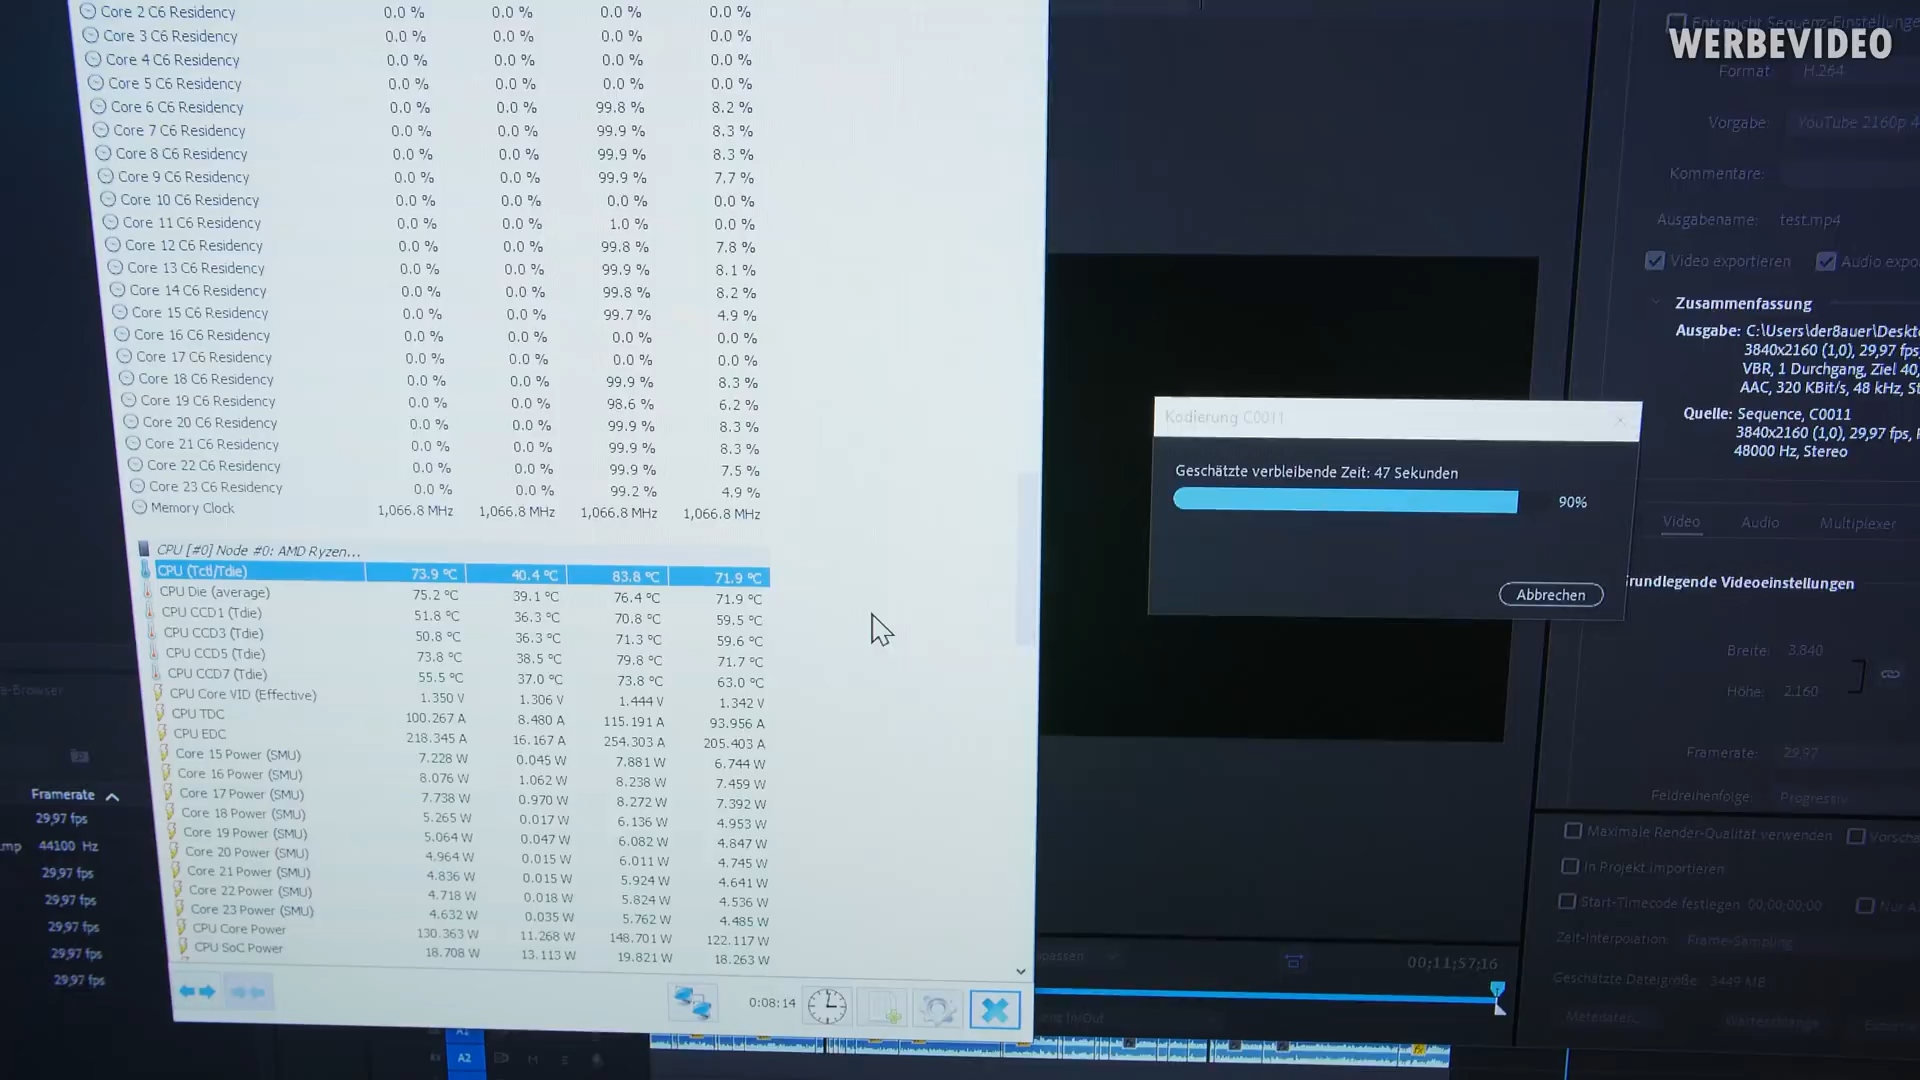 WERBEVIDEO
Core 2 C6 Residency 0.0 % 0.0 % 0.0 % 0.0 %
Core 3 C6 Residency 0.0 % 0.0 % 0.0 % 0.0 %
Core 4 C6 Residency 0.0 % 0.0 % 0.0 % 0.0 %
Core 5 C6 Residency 0.0 % 0.0 % 0.0 % 0.0 %
Core 6 C6 Residency 0.0 % 0.0 % 99.8 % 8.2 %
Core 7 C6 Residency 0.0 % 0.0 % 99.9 % 8.3 %
Core 8 C6 Residency 0.0 % 0.0 % 99.9 % 8.3 %
Core 9 C6 Residency 0.0 % 0.0 % 99.9 % 7.7 %
Core 10 C6 Residency 0.0 % 0.0 % 0.0 % 0.0 %
Core 11 C6 Residency 0.0 % 0.0 % 1.0 % 0.0 %
Core 12 C6 Residency 0.0 % 0.0 % 99.8 % 7.8 %
Core 13 C6 Residency 0.0 % 0.0 % 99.9 % 8.1 %
Core 14 C6 Residency 0.0 % 0.0 % 99.8 % 8.2 %
Core 15 C6 Residency 0.0 % 0.0 % 99.7 % 4.9 %
Core 16 C6 Residency 0.0 % 0.0 % 0.0 % 0.0 %
Core 17 C6 Residency 0.0 % 0.0 % 0.0 % 0.0 %
Core 18 C6 Residency 0.0 % 0.0 % 99.9 % 8.3 %
Core 19 C6 Residency 0.0 % 0.0 % 98.6 % 6.2 %
Core 20 C6 Residency 0.0 % 0.0 % 99.9 % 8.3 %
Core 21 C6 Residency 0.0 % 0.0 % 99.9 % 8.3 %
Core 22 C6 Residency 0.0 % 0.0 % 99.9 % 7.5 %
Core 23 C6 Residency 0.0 % 0.0 % 99.2 % 4.9 %
Memory Clock 1,066.8 MHz 1,066.8 MHz 1,066.8 MHz 1,066.8 MHz
CPU [#0] Node #0: AMD Ryzen...
CPU (Tctl/Tdie) 73.9 °C 40.4 °C 83.8 °C 71.9 °C
CPU Die (average) 75.2 °C 39.1 °C 76.4 °C 71.9 °C
CPU CCD1 (Tdie) 51.8 °C 36.3 °C 70.8 °C 59.5 °C
CPU CCD3 (Tdie) 50.8 °C 36.3 °C 71.3 °C 59.6 °C
CPU CCD5 (Tdie) 73.8 °C 38.5 °C 79.8 °C 71.7 °C
CPU CCD7 (Tdie) 55.5 °C 37.0 °C 73.8 °C 63.0 °C
CPU Core VID (Effective) 1.350 V 1.306 V 1.444 V 1.342 V
CPU TDC 100.267 A 8.480 A 115.191 A 93.956 A
CPU EDC 218.345 A 16.167 A 254.303 A 205.403 A
Core 15 Power (SMU) 7.228 W 0.045 W 7.881 W 6.744 W
Core 16 Power (SMU) 8.076 W 1.062 W 8.238 W 7.459 W
Core 17 Power (SMU) 7.738 W 0.970 W 8.272 W 7.392 W
Core 18 Power (SMU) 5.265 W 0.017 W 6.136 W 4.953 W
Core 19 Power (SMU) 5.064 W 0.047 W 6.082 W 4.847 W
Core 20 Power (SMU) 4.964 W 0.015 W 6.011 W 4.745 W
Core 21 Power (SMU) 4.836 W 0.015 W 5.924 W 4.641 W
Core 22 Power (SMU) 4.718 W 0.018 W 5.824 W 4.536 W
Core 23 Power (SMU) 4.632 W 0.035 W 5.762 W 4.485 W
CPU Core Power 130.363 W 11.268 W 148.701 W 122.117 W
CPU SoC Power 18.708 W 13.113 W 19.821 W 18.263 W
0:08:14
a-Browser
Framerate
29,97 fps
44100 Hz
29,97 fps
29,97 fps
29,97 fps
29,97 fps
29,97 fps
A1
A2 M S
Kodierung C0011
Geschätzte verbleibende Zeit: 47 Sekunden
90%
Abbrechen
Entspricht Sequenz-Einstellunge
Format: H.264
Vorgabe: YouTube 2160p 4
Kommentare:
Ausgabename: test.mp4
Video exportieren Audio expo
Zusammenfassung
Ausgabe: C:\Users\der8auer\Deskt
3840x2160 (1,0), 29,97 fps,
VBR, 1 Durchgang, Ziel 40,
AAC, 320 KBit/s, 48 kHz, S
Quelle: Sequence, C0011
3840x2160 (1,0), 29,97 fps,
48000 Hz, Stereo
Video Audio Multiplexer
Grundlegende Videoeinstellungen
Breite: 3.840
Höhe: 2.160
Framerate: 29,97
Feldreihenfolge: Progressiv
Maximale Render-Qualität verwenden Vorscha
In Projekt importieren
Start-Timecode festlegen 00;00;00;00 Nur A
Zeit-Interpolation: Frame-Sampling
Geschätzte Dateigröße: 3449 MB
Metadaten...
Warteschlange
00;11;57;16
In/Out